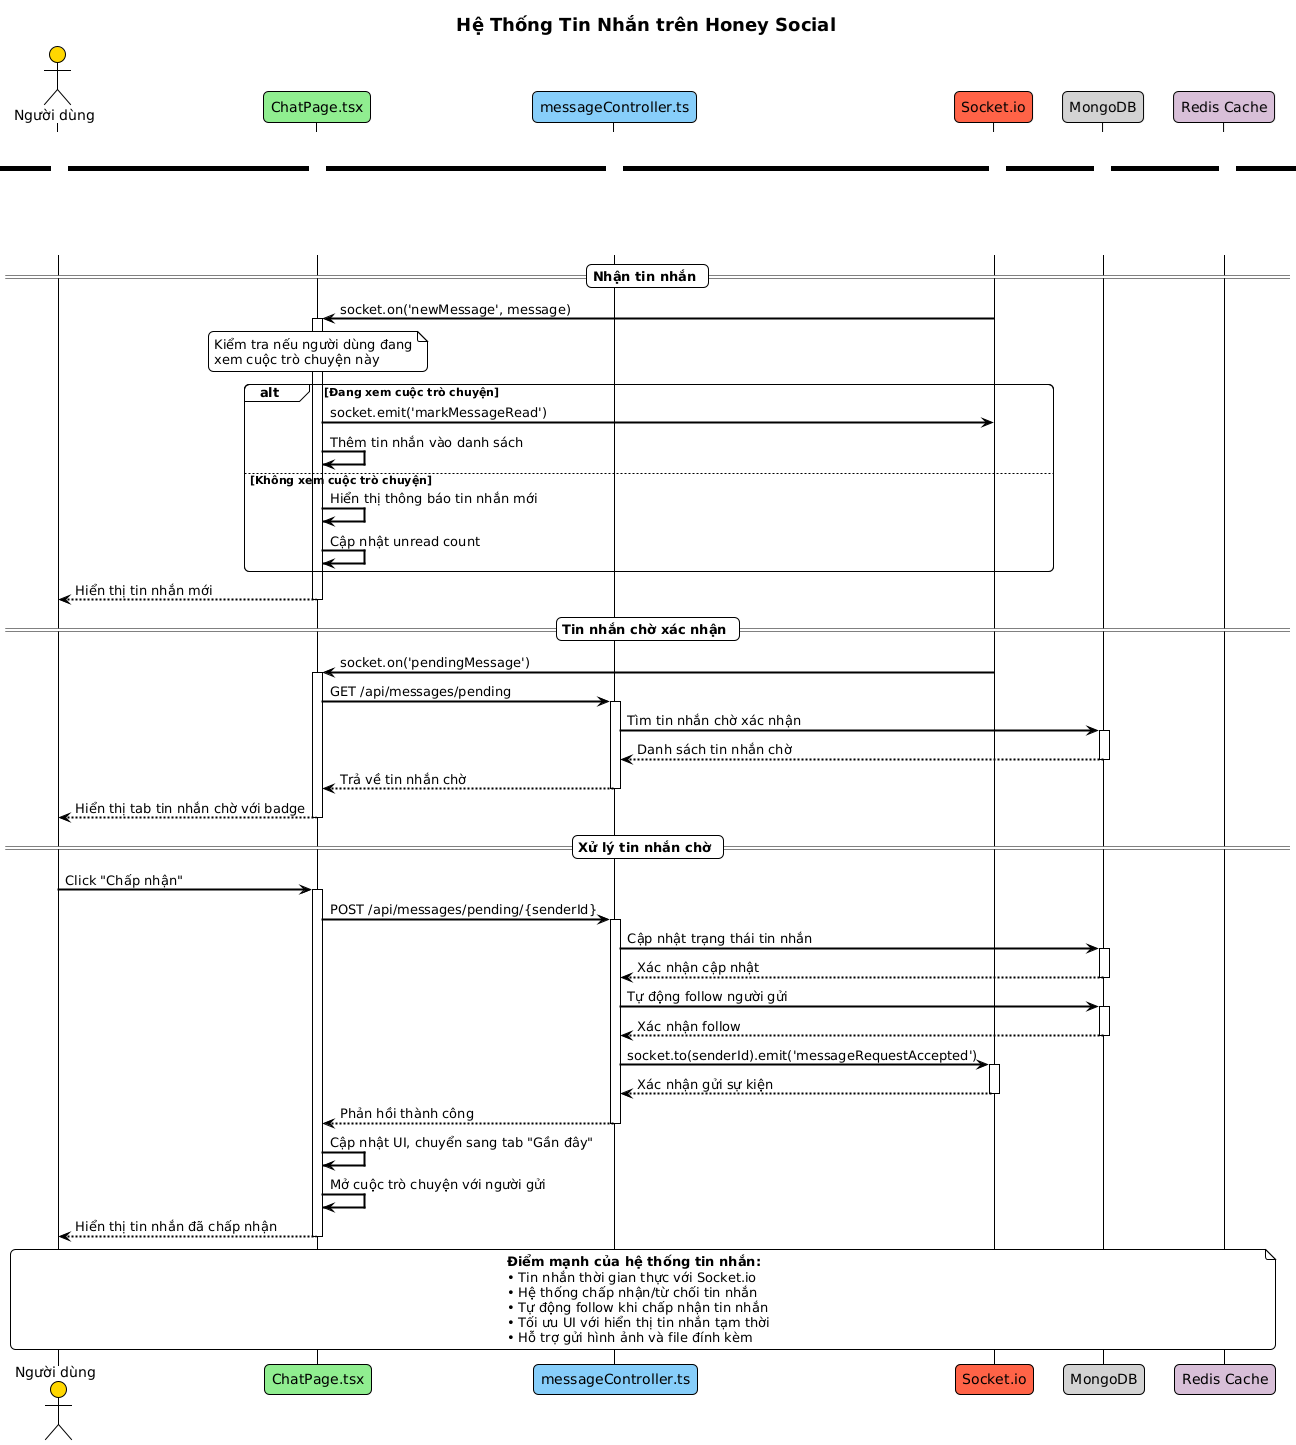 Hệ Thống Tin Nhắn trên Honey Social
Người dùng
ChatPage.tsx
messageController.ts
Socket.io
MongoDB
Redis Cache
Nhận tin nhắn
socket.on('newMessage', message)
Kiểm tra nếu người dùng đang
xem cuộc trò chuyện này
alt
[Đang xem cuộc trò chuyện]
socket.emit('markMessageRead')
Thêm tin nhắn vào danh sách
[Không xem cuộc trò chuyện]
Hiển thị thông báo tin nhắn mới
Cập nhật unread count
Hiển thị tin nhắn mới
Tin nhắn chờ xác nhận
socket.on('pendingMessage')
GET /api/messages/pending
Tìm tin nhắn chờ xác nhận
Danh sách tin nhắn chờ
Trả về tin nhắn chờ
Hiển thị tab tin nhắn chờ với badge
Xử lý tin nhắn chờ
Click "Chấp nhận"
POST /api/messages/pending/{senderId}
Cập nhật trạng thái tin nhắn
Xác nhận cập nhật
Tự động follow người gửi
Xác nhận follow
socket.to(senderId).emit('messageRequestAccepted')
Xác nhận gửi sự kiện
Phản hồi thành công
Cập nhật UI, chuyển sang tab "Gần đây"
Mở cuộc trò chuyện với người gửi
Hiển thị tin nhắn đã chấp nhận
Điểm mạnh của hệ thống tin nhắn:
• Tin nhắn thời gian thực với Socket.io
• Hệ thống chấp nhận/từ chối tin nhắn
• Tự động follow khi chấp nhận tin nhắn
• Tối ưu UI với hiển thị tin nhắn tạm thời
• Hỗ trợ gửi hình ảnh và file đính kèm
Người dùng
ChatPage.tsx
messageController.ts
Socket.io
MongoDB
Redis Cache